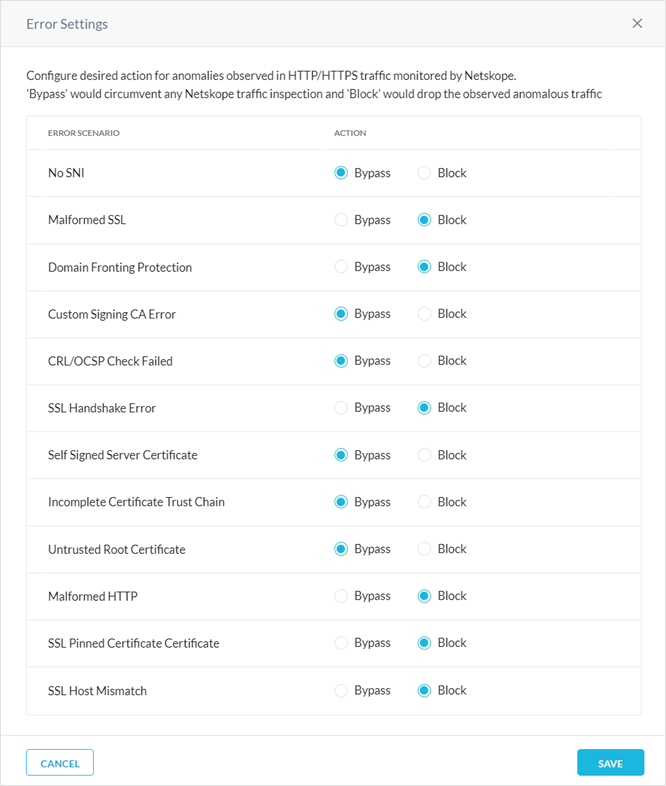 Error Settings
Configure desired action for anomalies observed in HTTP/HTTPS traffic monitored by Netskope.
'Bypass' would circumvent any Netskope traffic inspection and 'Block' would drop the observed anomalous traffic
ERROR SCENARIO ACTION
No SNI Bypass Block
Malformed SSL Bypass Block
Domain Fronting Protection Bypass Block
Custom Signing CA Error Bypass Block
CRL/OCSP Check Failed Bypass Block
SSL Handshake Error Bypass Block
Self Signed Server Certificate Bypass Block
Incomplete Certificate Trust Chain Bypass Block
Untrusted Root Certificate Bypass Block
Malformed HTTP Bypass Block
SSL Pinned Certificate Certificate Bypass Block
SSL Host Mismatch Bypass Block
CANCEL SAVE